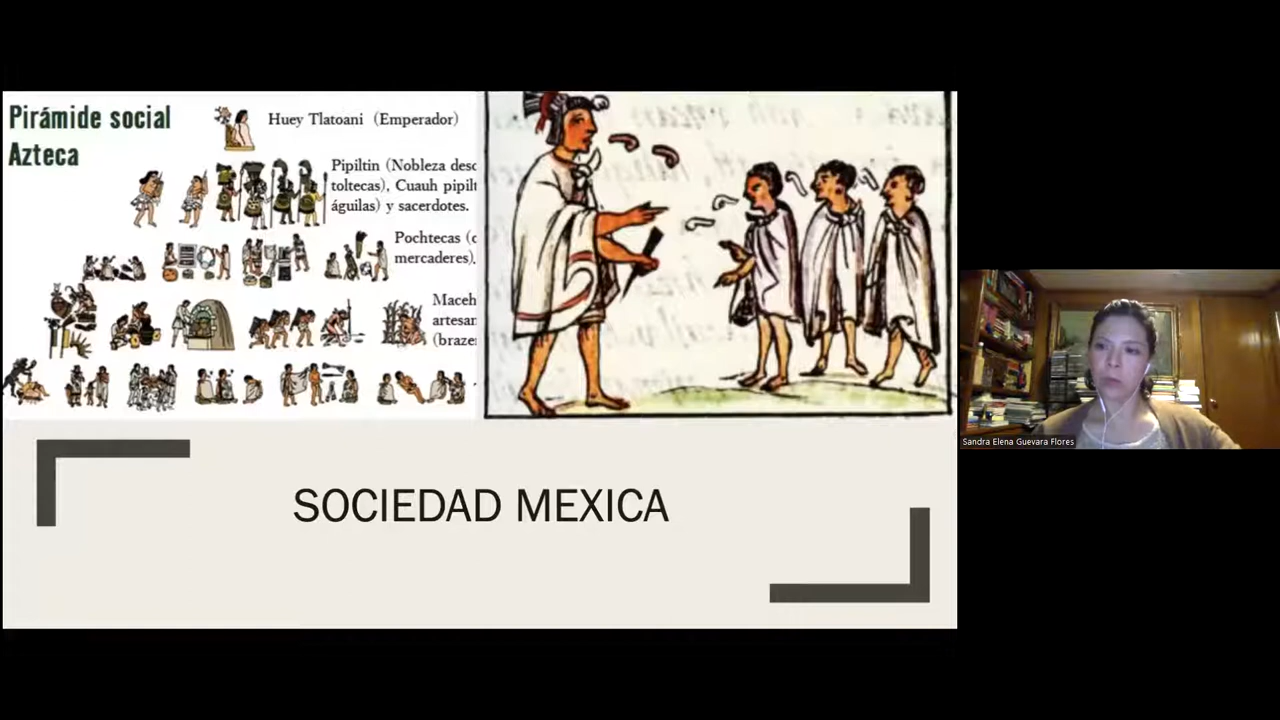 Pirámide social
Azteca
Huey Tlatoani (Emperador)
Pipiltin (Nobleza desc
toltecas), Cuauh pipilt
águilas) y sacerdotes.
Pochtecas (c
mercaderes).
Maceh
artesan
(brazer
SOCIEDAD MEXICA
Sandra Elena Guevara Flores